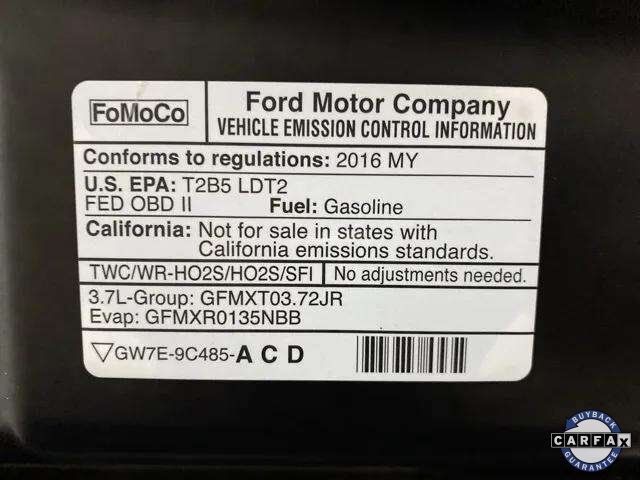 FoMoCo
Ford Motor Company
VEHICLE EMISSION CONTROL INFORMATION
Conforms to regulations: 2016 MY
U.S. EPA: T2B5 LDT2
FED OBD II Fuel: Gasoline
California: Not for sale in states with
California emissions standards.
TWC/WR-HO2S/HO2S/SFI No adjustments needed.
3.7L-Group: GFMXT03.72JR
Evap: GFMXR0135NBB
▽GW7E-9C485-A C D
BUYBACK
CARFAX
GUARANTEE